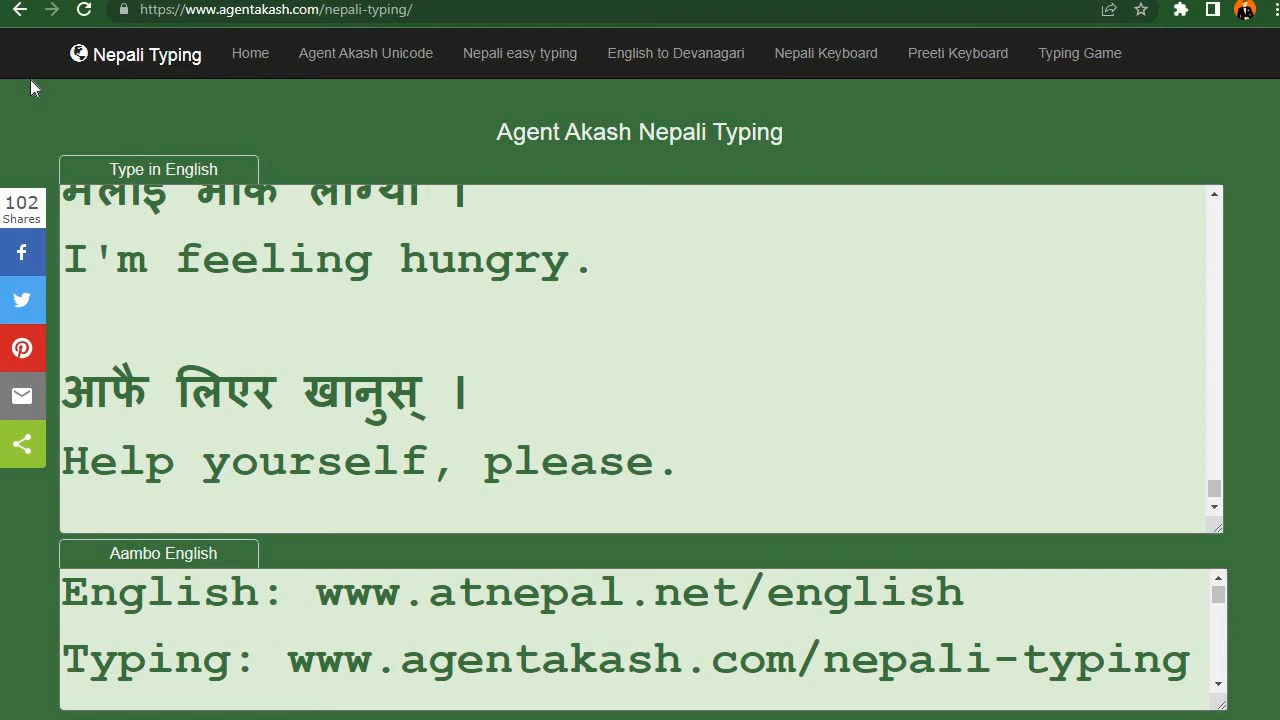 https://www.agentakash.com/nepali-typing/
Nepali Typing Home Agent Akash Unicode Nepali easy typing English to Devanagari Nepali Keyboard Preeti Keyboard Typing Game
Agent Akash Nepali Typing
Type in English
102
Shares
I'm feeling hungry.
आफै लिएर खानुस् ।
Help yourself, please.
Aambo English
English: www.atnepal.net/english
Typing: www.agentakash.com/nepali-typing